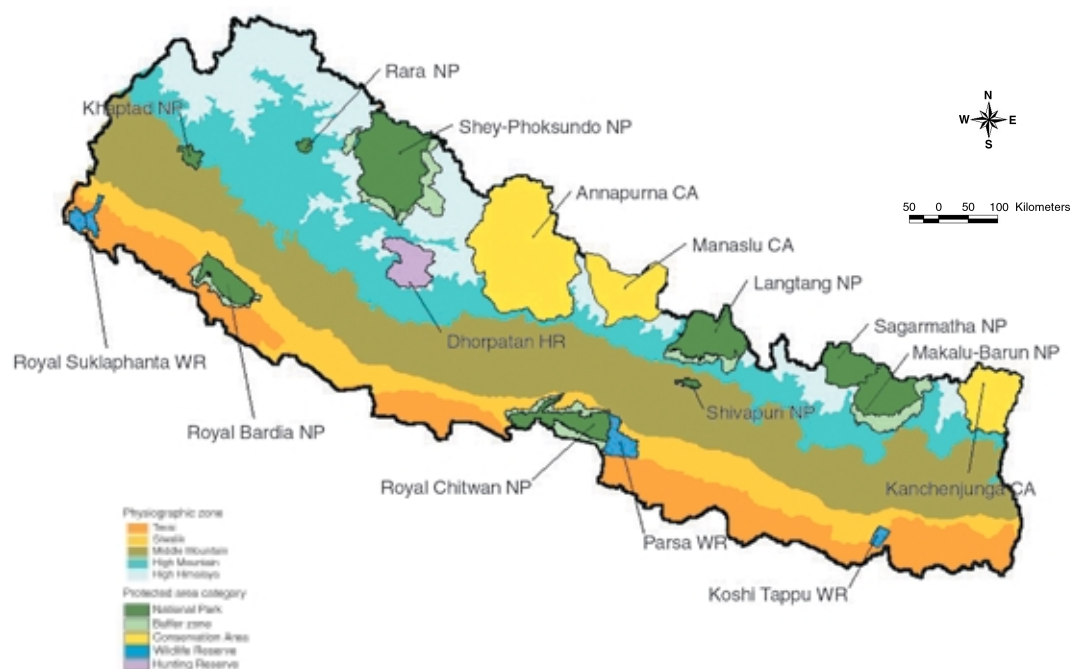 Rara NP
Khaptad NP
Shey-Phoksundo NP
N
W E
S
Annapurna CA
50 0 50 100 Kilometers
Manaslu CA
Langtang NP
Sagarmatha NP
Dhorpatan HR
Makalu-Barun NP
Royal Suklaphanta WR
Shivapuri NP
Royal Bardia NP
Royal Chitwan NP
Kanchenjunga CA
Physiographic zone
Terai
Siwalik
Middle Mountain
High Mountain
High Himalaya
Parsa WR
Koshi Tappu WR
Protected area category
National Park
Buffer zone
Conservation Area
Wildlife Reserve
Hunting Reserve